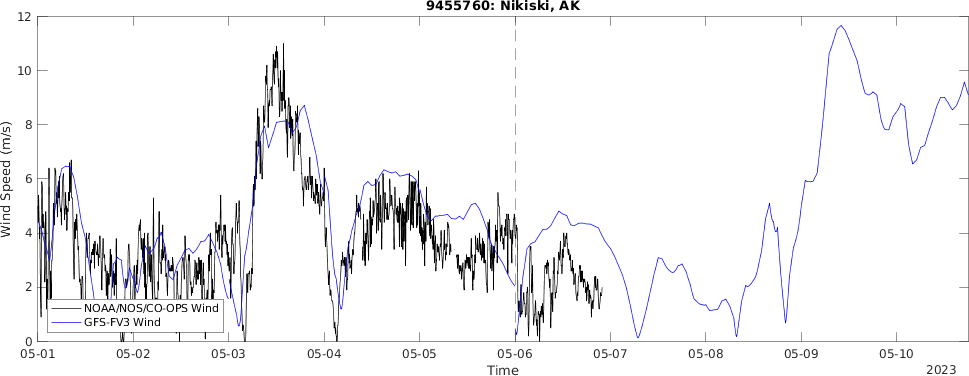 9455760: Nikiski, AK
Wind Speed (m/s)
12
10
8
6
4
2
0
NOAA/NOS/CO-OPS Wind
GFS-FV3 Wind
05-01 05-02 05-03 05-04 05-05 05-06 05-07 05-08 05-09 05-10
Time
2023